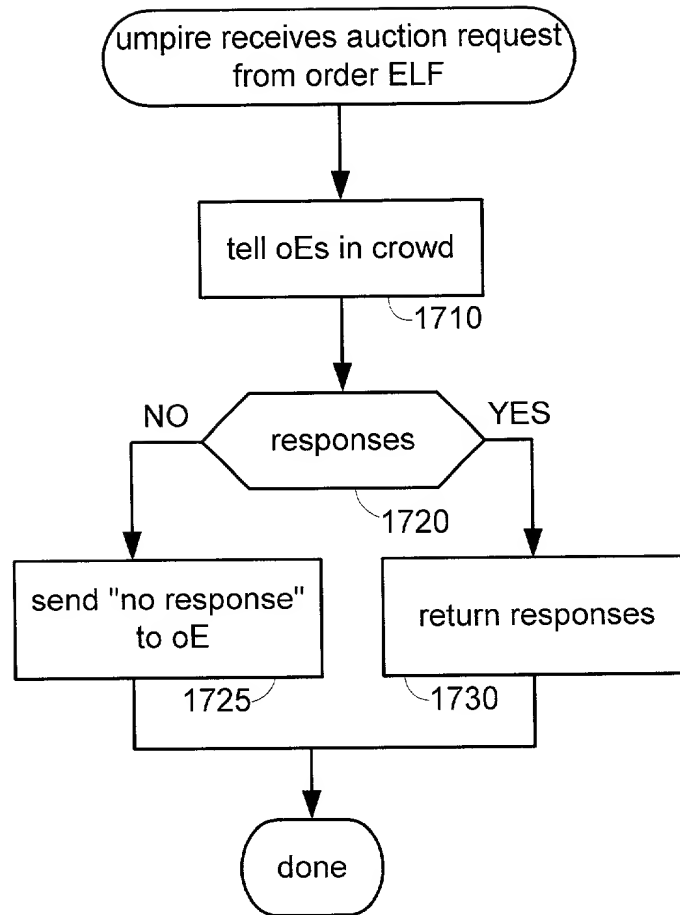 umpire receives auction request
from order ELF
tell oEs in crowd
1710
NO
YES
responses
1720
send "no response"
to oE
return responses
1725
1730
done